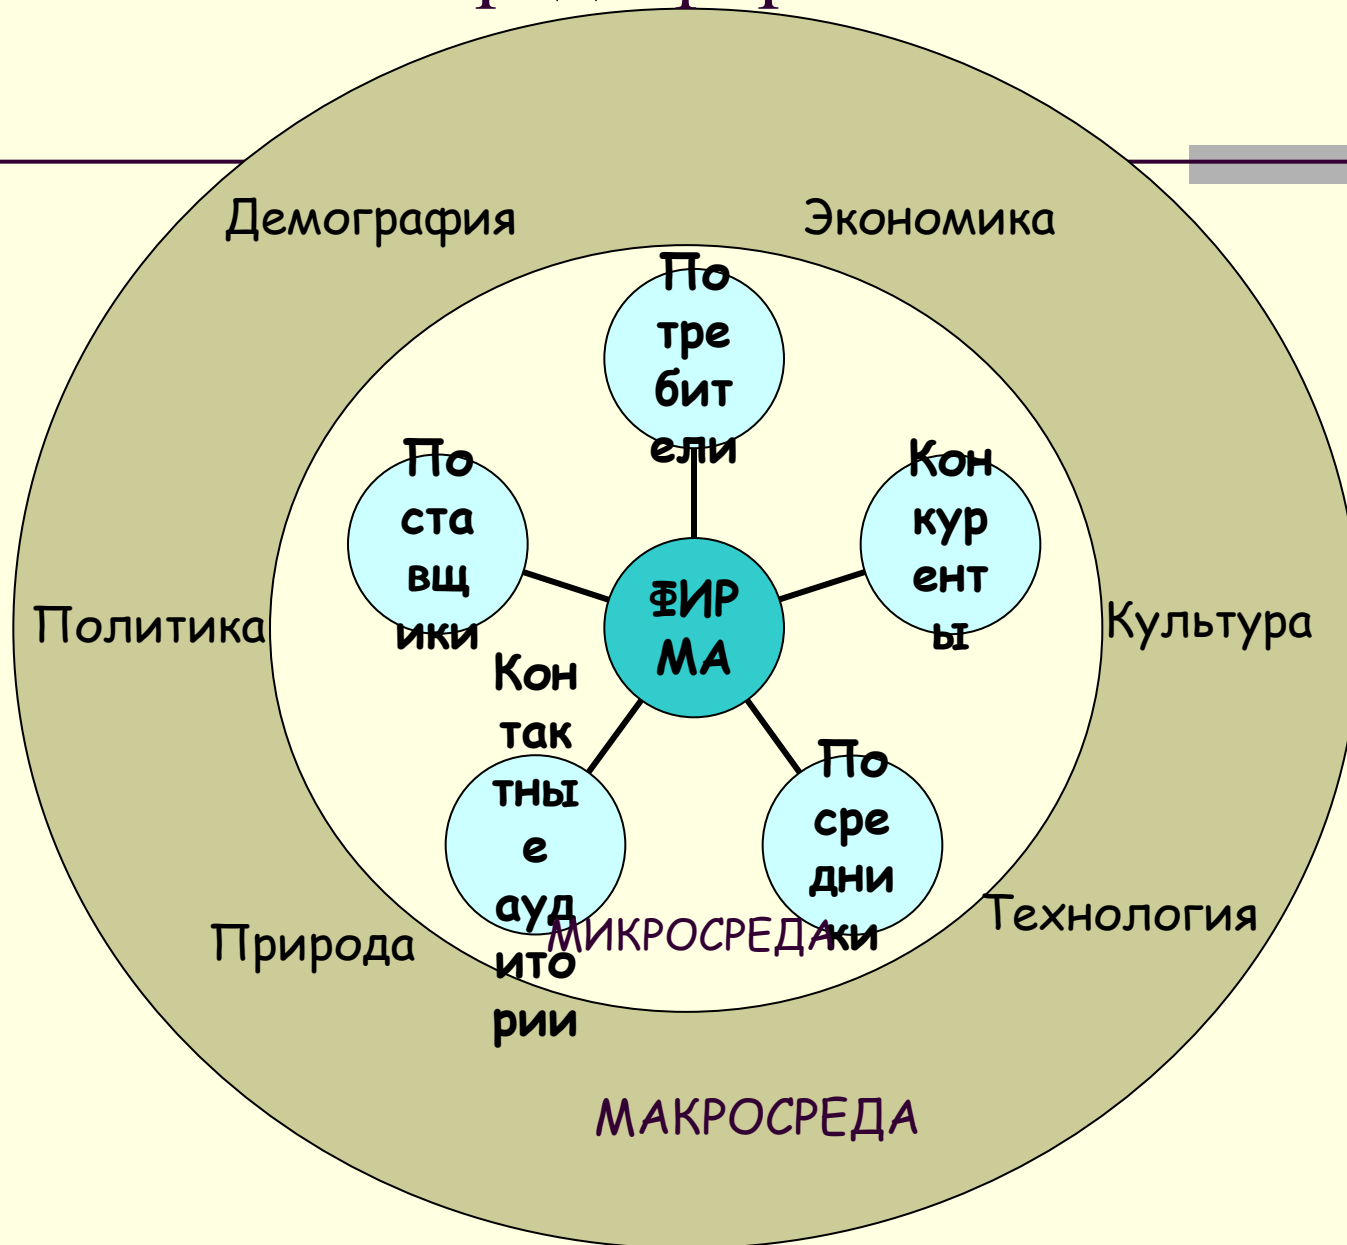 Демография
Экономика
По
тре
бит
ели
По
ста
вщ
ики
Кон
кур
ент
ы
ФИР
МА
Политика
Культура
Кон
так
тны
е
ауд
ито
рии
По
сре
дни
ки
Технология
Природа
МИКРОСРЕДА
МАКРОСРЕДА